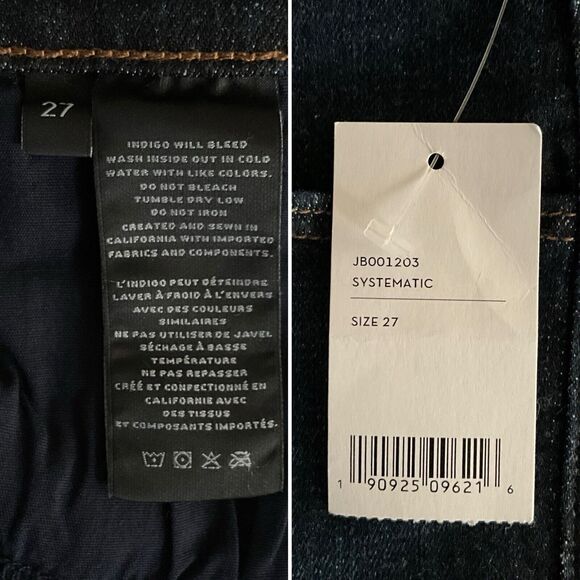 27
INDIGO WILL BLEED
WASH INSIDE OUT IN COLD
WATER WITH LIKE COLORS.
DO NOT BLEACH
TUMBLE DRY LOW
DO NOT IRON
CREATED AND SEWN IN
CALIFORNIA WITH IMPORTED
FABRICS AND COMPONENTS.
L'INDIGO PEUT DÉTEINDRE
LAVER À FROID À L'ENVERS
AVEC DES COULEURS
SIMILAIRES
NE PAS UTILISER DE JAVEL
SÉCHAGE À BASSE
TEMPÉRATURE
NE PAS REPASSER
CRÉÉ ET CONFECTIONNÉ EN
CALIFORNIE AVEC
DES TISSUS
ET COMPOSANTS IMPORTÉS.
JB001203
SYSTEMATIC
SIZE 27
1 90925 09621 6